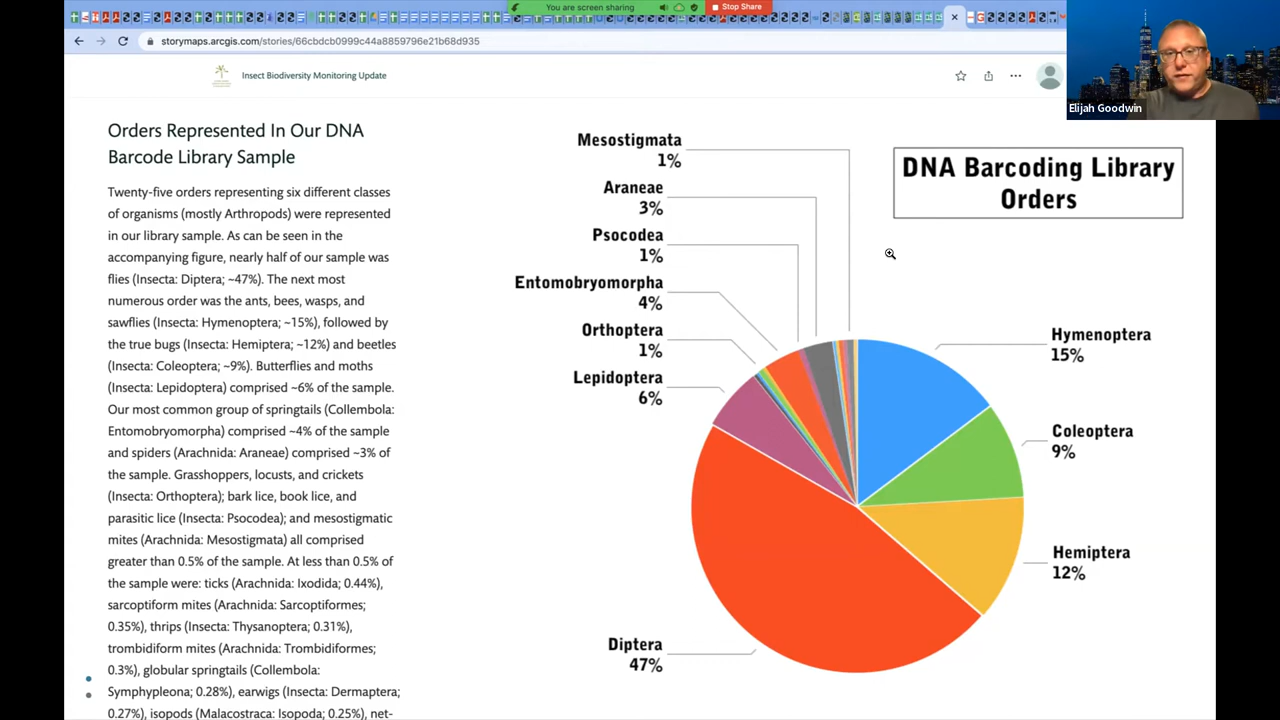 You are screen sharing
Stop Share
storymaps.arcgis.com/stories/66cbdcb0999c44a8859796e21b68d935
Insect Biodiversity Monitoring Update
Elijah Goodwin
Orders Represented In Our DNA
Barcode Library Sample
Twenty-five orders representing six different classes
of organisms (mostly Arthropods) were represented
in our library sample. As can be seen in the
accompanying figure, nearly half of our sample was
flies (Insecta: Diptera; ~47%). The next most
numerous order was the ants, bees, wasps, and
sawflies (Insecta: Hymenoptera; ~15%), followed by
the true bugs (Insecta: Hemiptera; ~12%) and beetles
(Insecta: Coleoptera; ~9%). Butterflies and moths
(Insecta: Lepidoptera) comprised ~6% of the sample.
Our most common group of springtails (Collembola:
Entomobryomorpha) comprised ~4% of the sample
and spiders (Arachnida: Araneae) comprised ~3% of
the sample. Grasshoppers, locusts, and crickets
(Insecta: Orthoptera); bark lice, book lice, and
parasitic lice (Insecta: Psocodea); and mesostigmatic
mites (Arachnida: Mesostigmata) all comprised
greater than 0.5% of the sample. At less than 0.5% of
the sample were: ticks (Arachnida: Ixodida; 0.44%),
sarcoptiform mites (Arachnida: Sarcoptiformes;
0.35%), thrips (Insecta: Thysanoptera; 0.31%),
trombidiform mites (Arachnida: Trombidiformes;
0.3%), globular springtails (Collembola:
Symphypleona; 0.28%), earwigs (Insecta: Dermaptera;
0.27%), isopods (Malacostraca: Isopoda; 0.25%), net-
DNA Barcoding Library
Orders
Mesostigmata
1%
Araneae
3%
Psocodea
1%
Entomobryomorpha
4%
Orthoptera
1%
Lepidoptera
6%
Diptera
47%
Hymenoptera
15%
Coleoptera
9%
Hemiptera
12%